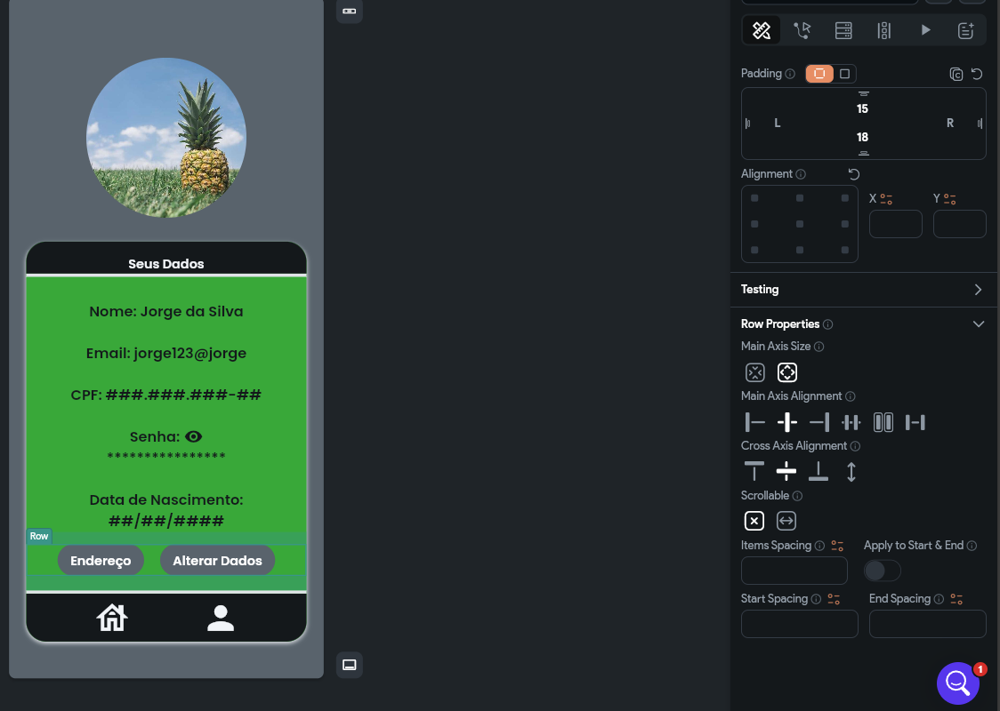 Seus Dados
Nome: Jorge da Silva
Email: jorge123@jorge
CPF: ###.###.###-##
Senha:
****************
Data de Nascimento:
##/##/####
Row
Endereço
Alterar Dados
Padding
15
L
R
18
Alignment
X
Y
Testing
Row Properties
Main Axis Size
Main Axis Alignment
Cross Axis Alignment
Scrollable
Items Spacing
Apply to Start & End
Start Spacing
End Spacing
1